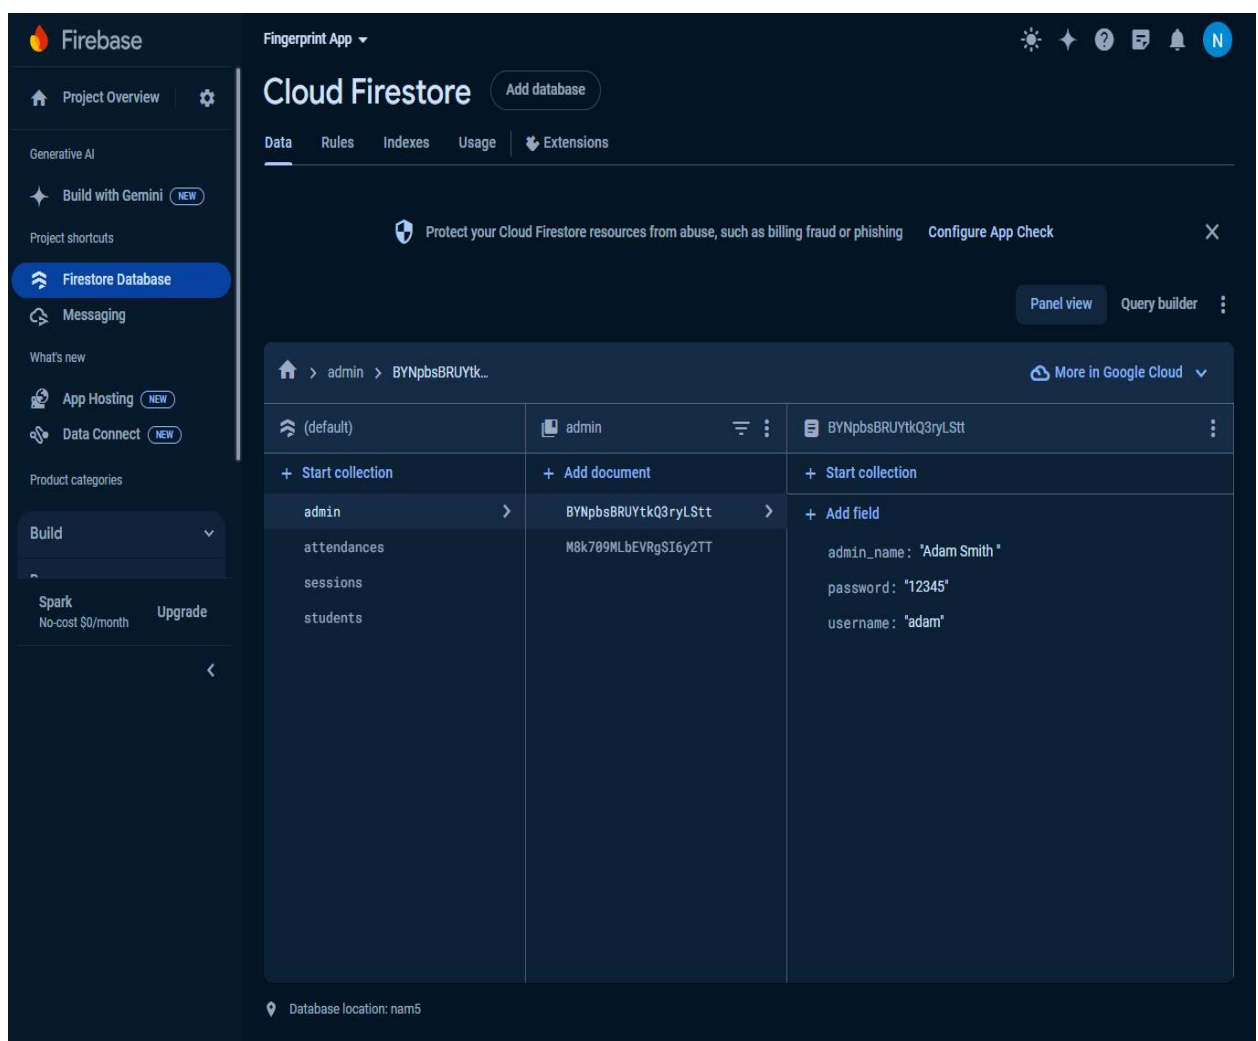 Firebase
Project Overview
Generative AI
Build with Gemini NEW
Project shortcuts
Firestore Database
Messaging
What's new
App Hosting NEW
Data Connect NEW
Product categories
Build
Spark
No-cost $0/month
Upgrade
Fingerprint App
N
Cloud Firestore
Add database
Data Rules Indexes Usage Extensions
Protect your Cloud Firestore resources from abuse, such as billing fraud or phishing Configure App Check
Panel view Query builder
admin > BYNpbsBRUYtk...
More in Google Cloud
(default)
+ Start collection
admin
attendances
sessions
students
admin
+ Add document
BYNpbsBRUYtkQ3ryLStt
M8k709MLbEVRgSI6y2TT
BYNpbsBRUYtkQ3ryLStt
+ Start collection
+ Add field
admin_name: "Adam Smith "
password: "12345"
username: "adam"
Database location: nam5